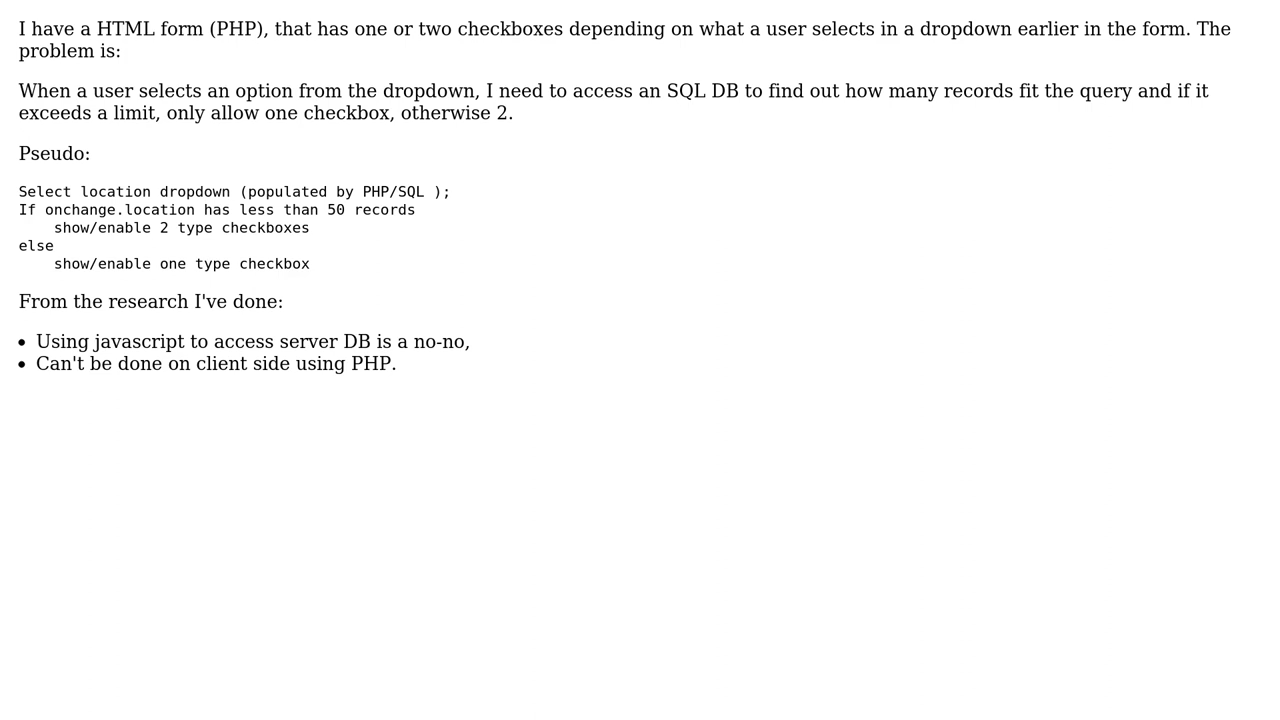 I have a HTML form (PHP), that has one or two checkboxes depending on what a user selects in a dropdown earlier in the form. The
problem is:
When a user selects an option from the dropdown, I need to access an SQL DB to find out how many records fit the query and if it
exceeds a limit, only allow one checkbox, otherwise 2.
Pseudo:
Select location dropdown (populated by PHP/SQL );
If onchange.location has less than 50 records
    show/enable 2 type checkboxes
else
    show/enable one type checkbox
From the research I've done:
• Using javascript to access server DB is a no-no,
• Can't be done on client side using PHP.